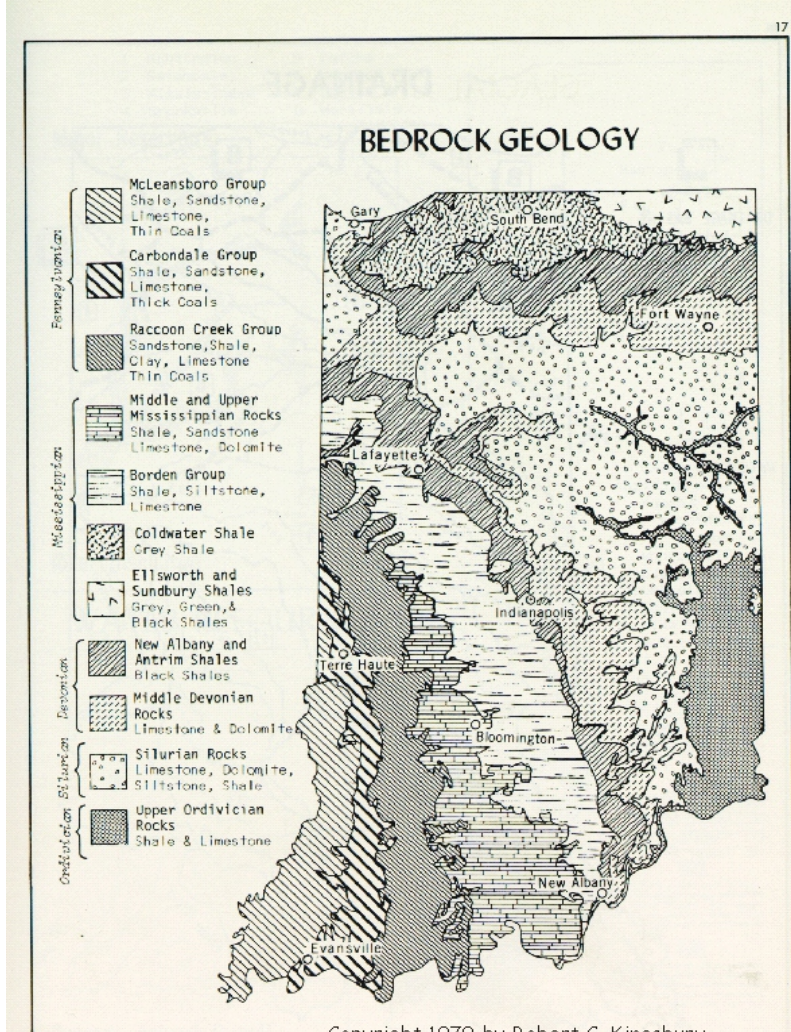 17
BEDROCK GEOLOGY
Pennsylvanian
McLeansboro Group
Shale, Sandstone,
Limestone,
Thin Coals
Carbondale Group
Shale, Sandstone,
Limestone,
Thick Coals
Raccoon Creek Group
Sandstone,Shale,
Clay, Limestone
Thin Coals
Mississippian
Middle and Upper
Mississippian Rocks
Shale, Sandstone
Limestone, Dolomite
Borden Group
Shale, Siltstone,
Limestone
Coldwater Shale
Grey Shale
Ellsworth and
Sundbury Shales
Grey, Green,&
Black Shales
Devonian
New Albany and
Antrim Shales
Black Shales
Middle Devonian
Rocks
Limestone & Dolomite
Silurian
Silurian Rocks
Limestone, Dolomite,
Siltstone, Shale
Ordivician
Upper Ordivician
Rocks
Shale & Limestone
Gary
South Bend
Fort Wayne
Lafayette
Indianapolis
Terre Haute
Bloomington
New Albany
Evansville
Copyright 1970 by Robert C. Kingsbury